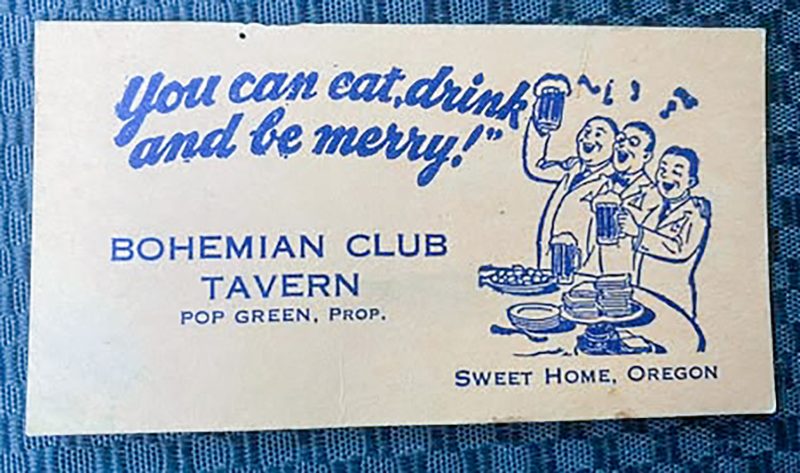 You can eat, drink
and be merry!"
BOHEMIAN CLUB
TAVERN
POP GREEN, PROP.
SWEET HOME, OREGON